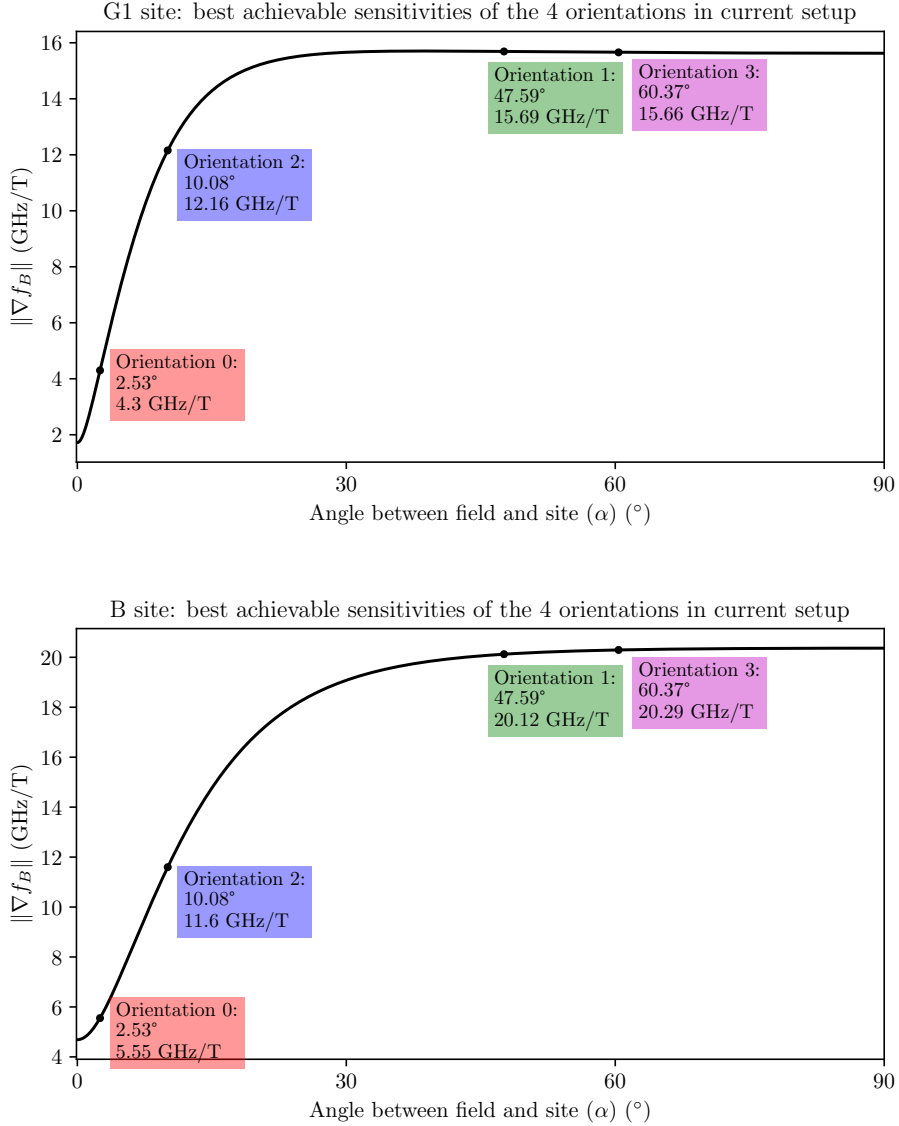 G1 site: best achievable sensitivities of the 4 orientations in current setup
16
14
12
10
8
6
4
2
‖∇f_B‖ (GHz/T)
Orientation 1:
47.59°
15.69 GHz/T
Orientation 3:
60.37°
15.66 GHz/T
Orientation 2:
10.08°
12.16 GHz/T
Orientation 0:
2.53°
4.3 GHz/T
0
30
60
90
Angle between field and site (α) (°)
B site: best achievable sensitivities of the 4 orientations in current setup
20
18
16
14
12
10
8
6
4
‖∇f_B‖ (GHz/T)
Orientation 1:
47.59°
20.12 GHz/T
Orientation 3:
60.37°
20.29 GHz/T
Orientation 2:
10.08°
11.6 GHz/T
Orientation 0:
2.53°
5.55 GHz/T
0
30
60
90
Angle between field and site (α) (°)